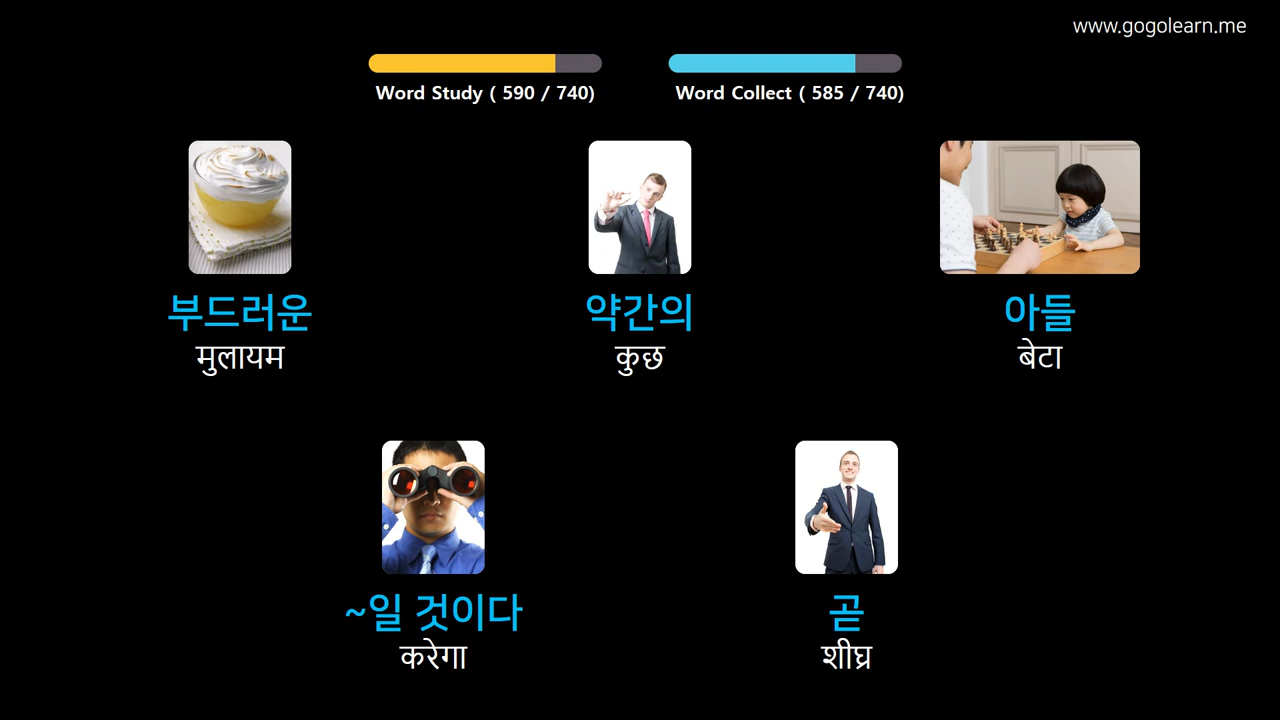 www.gogolearn.me
Word Study ( 590 / 740)
Word Collect ( 585 / 740)
부드러운
मुलायम
약간의
कुछ
아들
बेटा
~일 것이다
करेगा
곧
शीघ्र